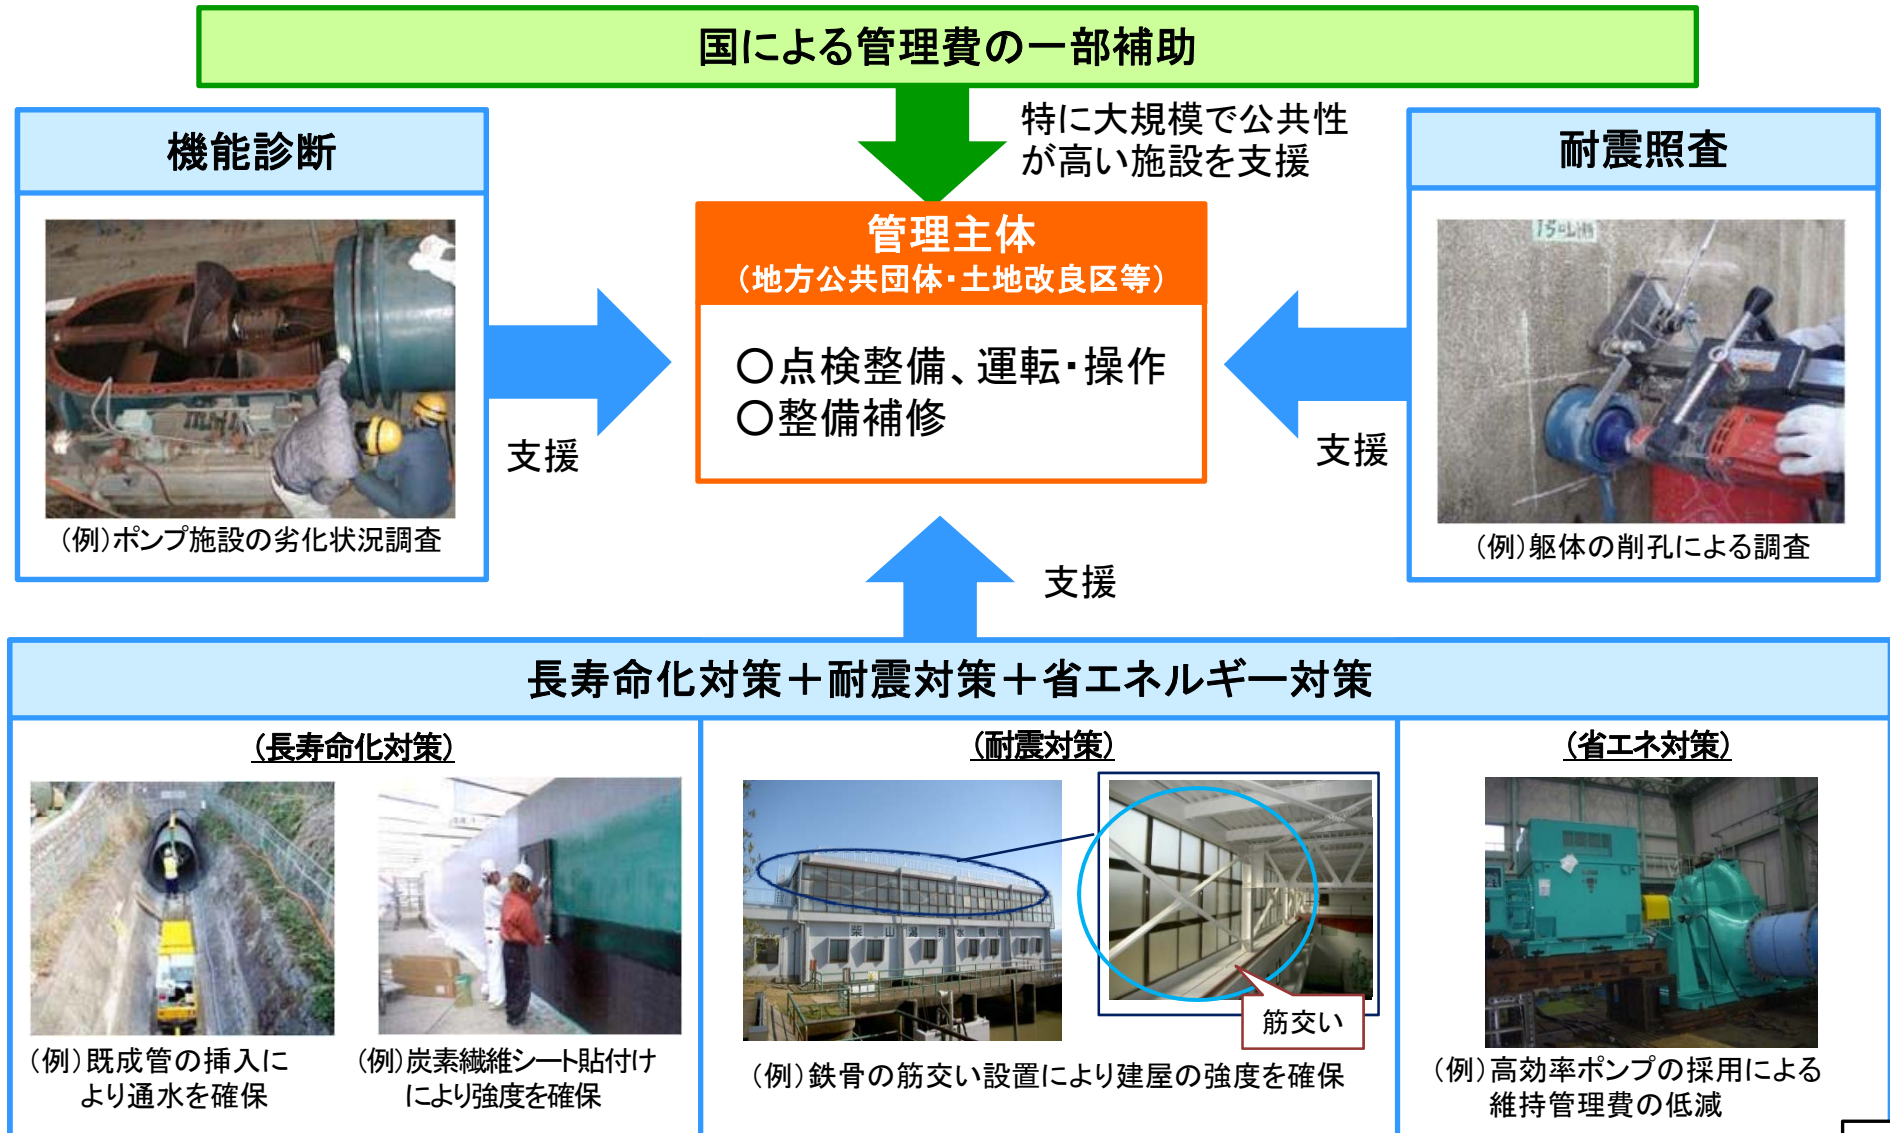 国による管理費の一部補助
特に大規模で公共性
が高い施設を支援
機能診断
（例）ポンプ施設の劣化状況調査
支援
管理主体
（地方公共団体・土地改良区等）
○点検整備、運転・操作
○整備補修
耐震照査
（例）躯体の削孔による調査
支援
支援
長寿命化対策＋耐震対策＋省エネルギー対策
（長寿命化対策）
（例）既成管の挿入に
より通水を確保
（例）炭素繊維シート貼付け
により強度を確保
（耐震対策）
柴山潟排水機場
筋交い
（例）鉄骨の筋交い設置により建屋の強度を確保
（省エネ対策）
（例）高効率ポンプの採用による
維持管理費の低減